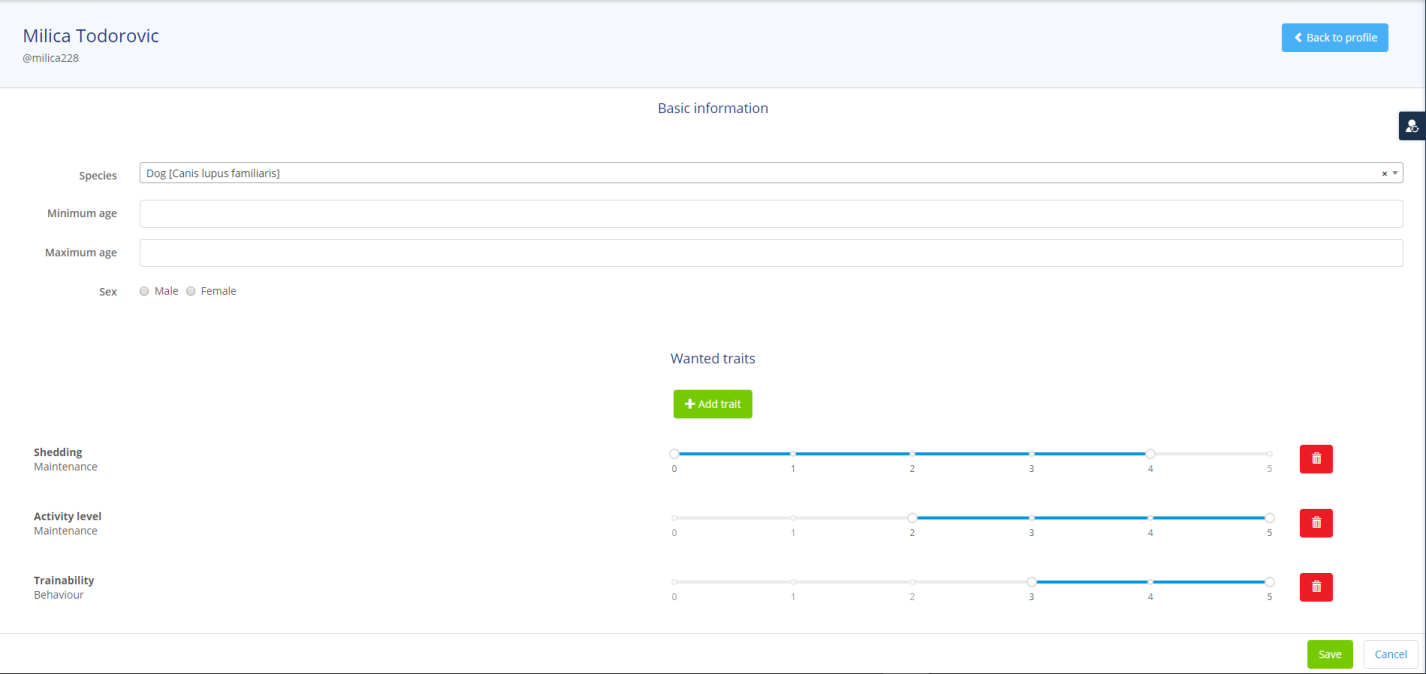 Milica Todorovic
@milica228
Back to profile
Basic information
Species Dog [Canis lupus familiaris] ×
Minimum age
Maximum age
Sex Male Female
Wanted traits
+ Add trait
Shedding
Maintenance
0 1 2 3 4 5
Activity level
Maintenance
0 1 2 3 4 5
Trainability
Behaviour
0 1 2 3 4 5
Save Cancel